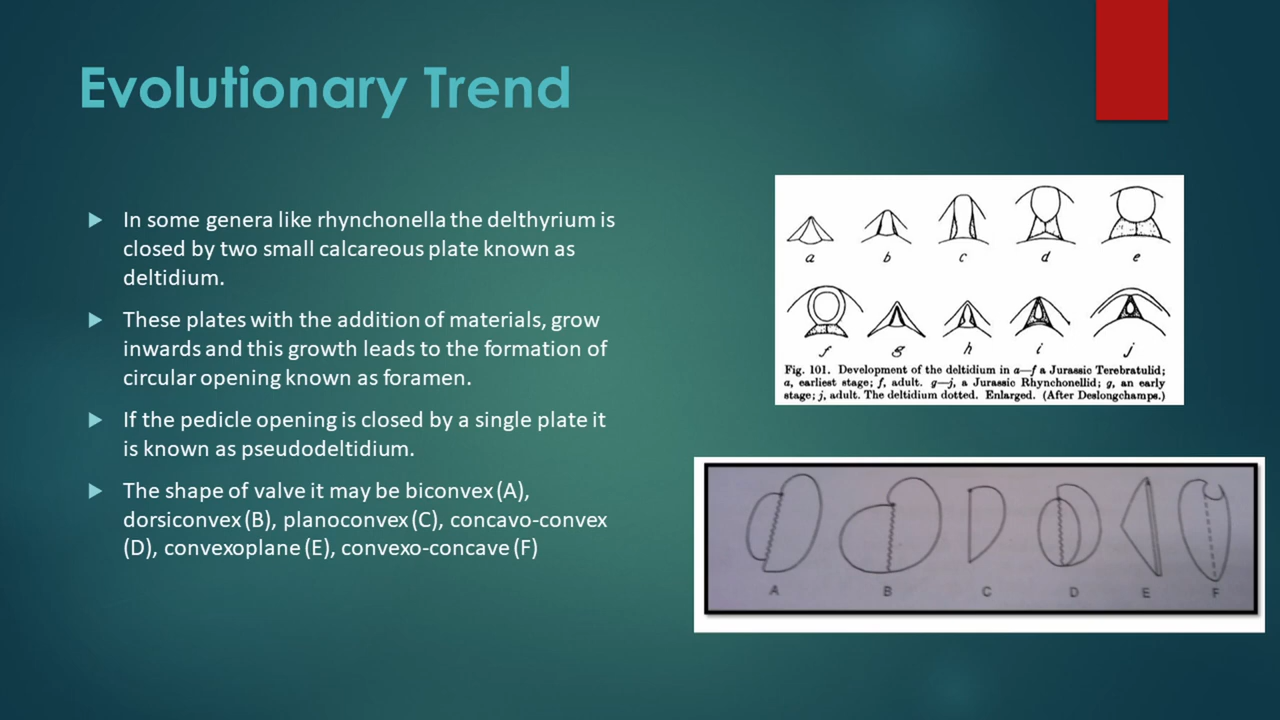 Evolutionary Trend
In some genera like rhynchonella the delthyrium is
closed by two small calcareous plate known as
deltidium.
These plates with the addition of materials, grow
inwards and this growth leads to the formation of
circular opening known as foramen.
If the pedicle opening is closed by a single plate it
is known as pseudodeltidium.
The shape of valve it may be biconvex (A),
dorsiconvex (B), planoconvex (C), concavo-convex
(D), convexoplane (E), convexo-concave (F)
a b c d e
f g h i j
Fig. 101. Development of the deltidium in a—f a Jurassic Terebratulid;
a, earliest stage; f, adult. g—j, a Jurassic Rhynchonellid; g, an early
stage; j, adult. The deltidium dotted. Enlarged. (After Deslongchamps.)
A B C D E F